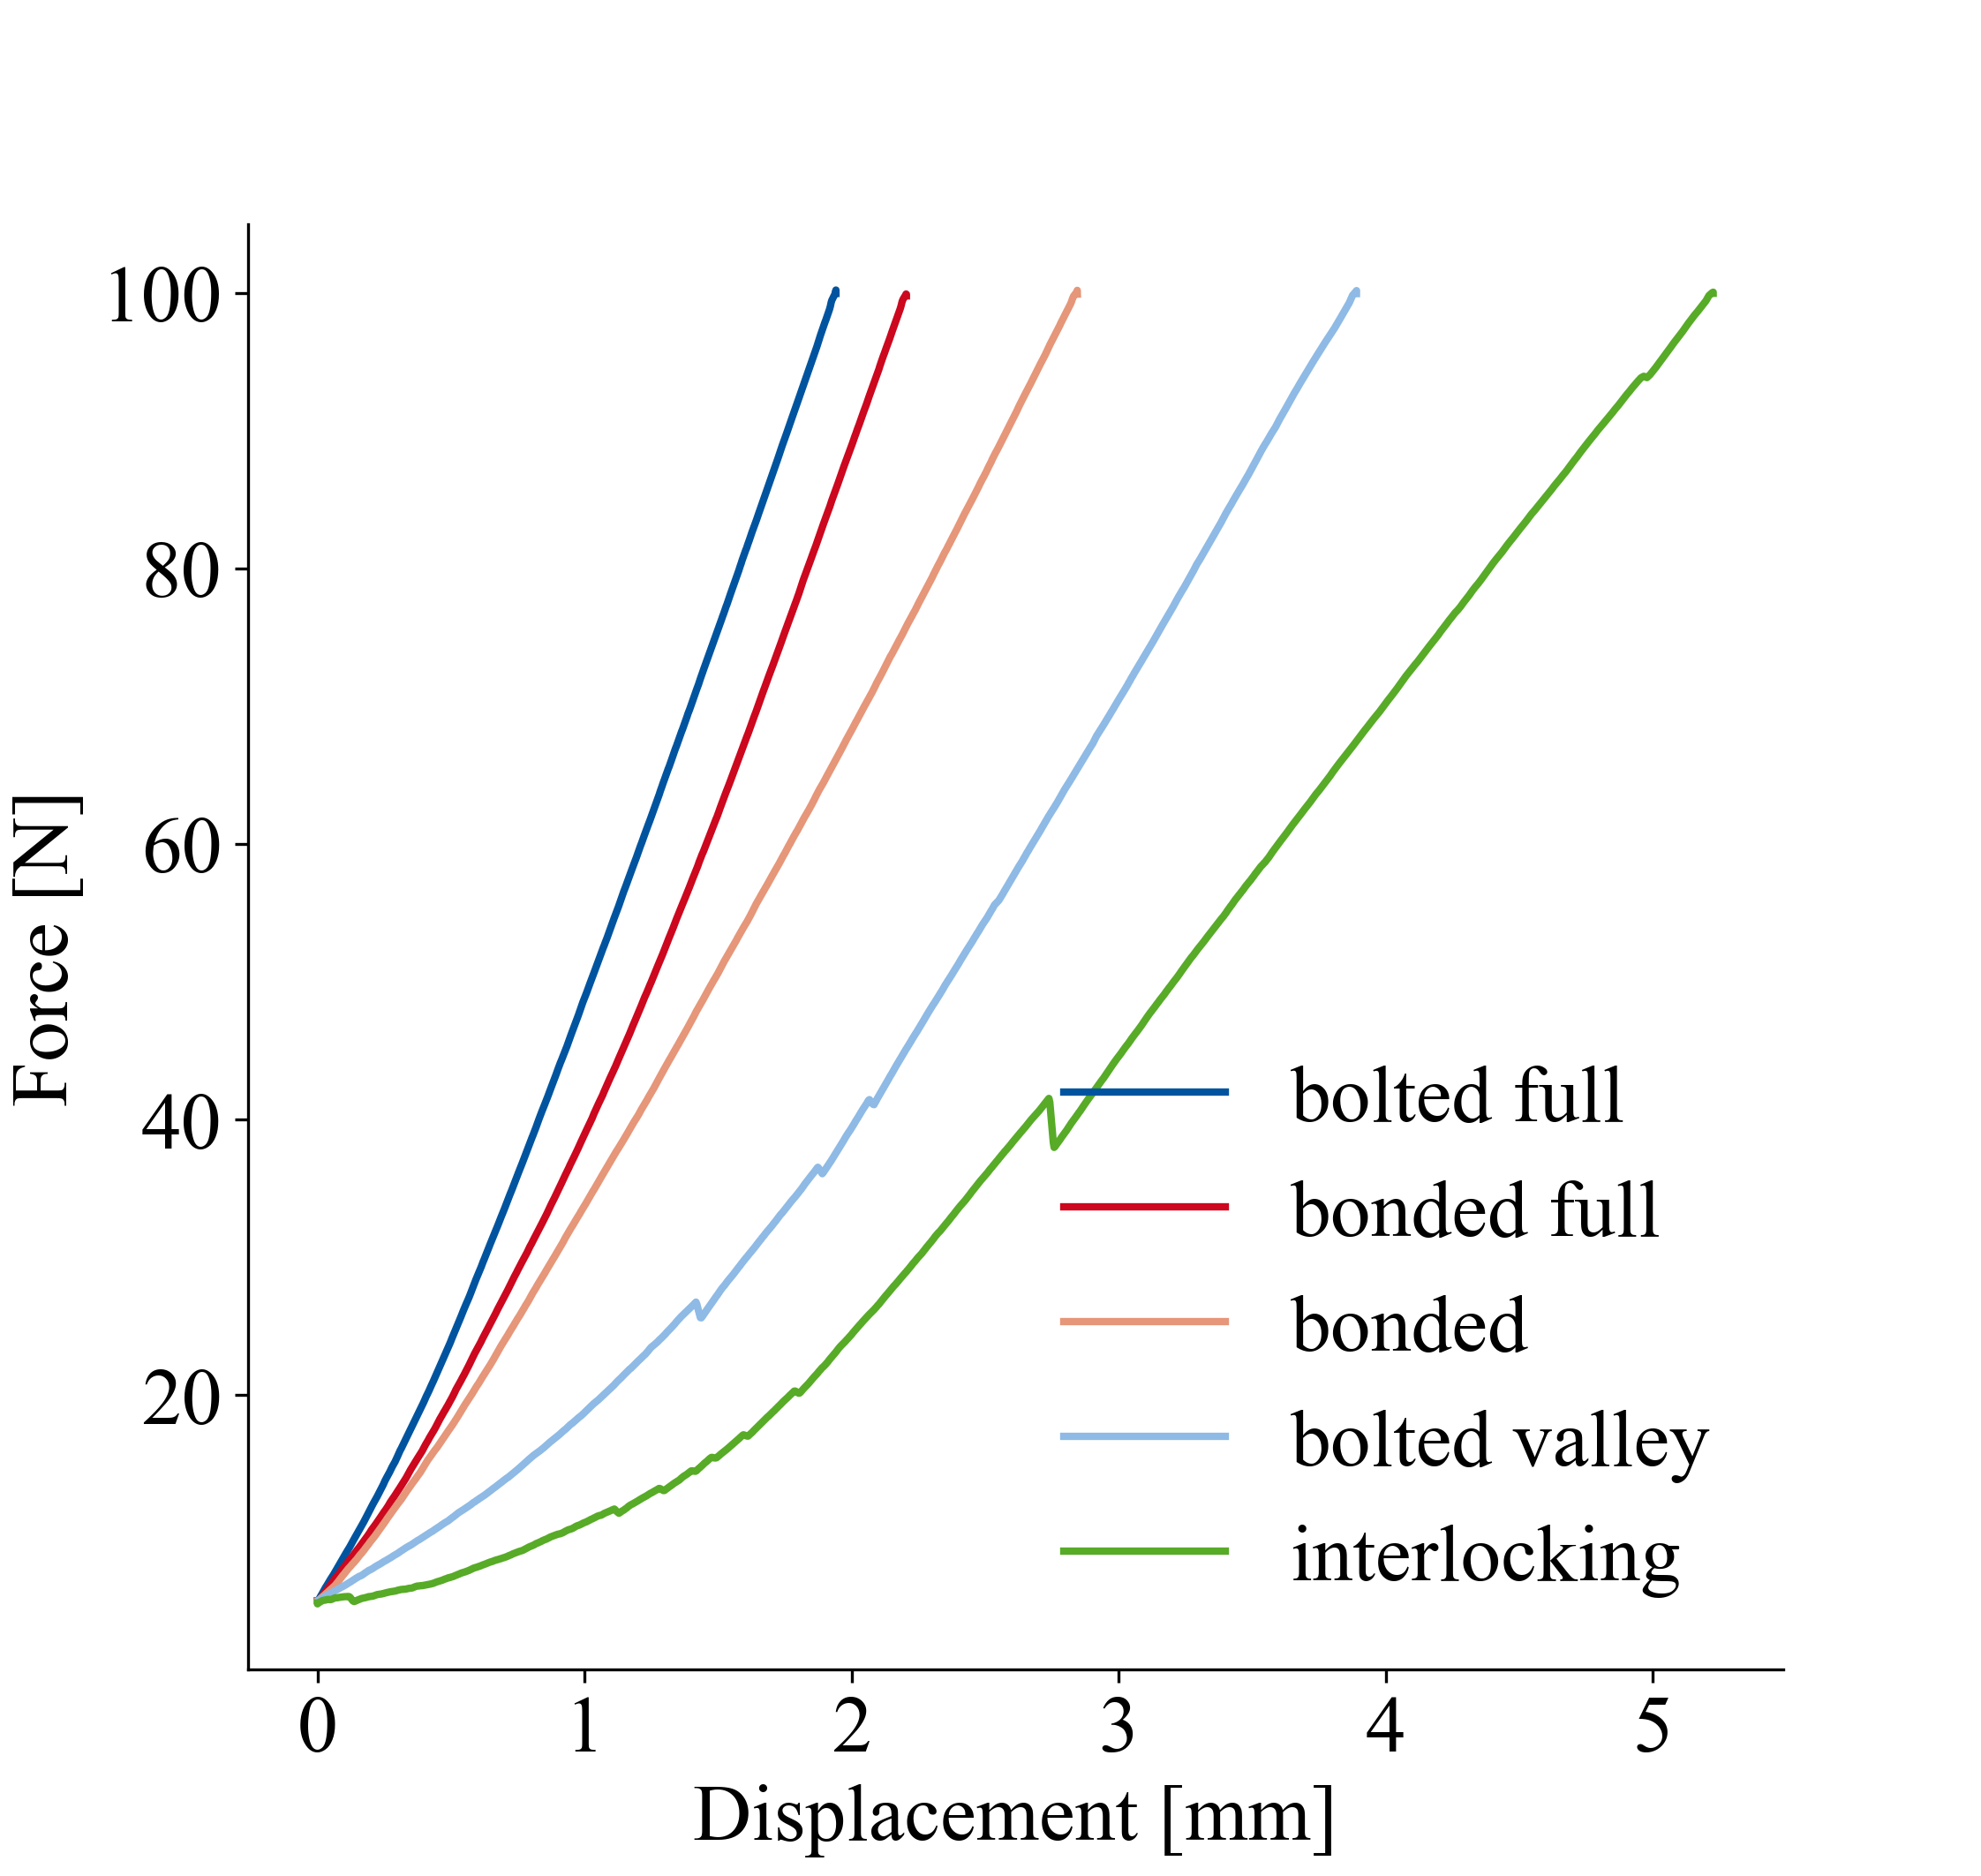 100
80
60
40
20
Force [N]
bolted full
bonded full
bonded
bolted valley
interlocking
0 1 2 3 4 5
Displacement [mm]